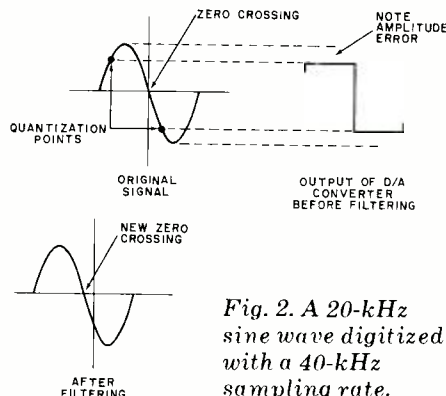 ZERO CROSSING
NOTE
AMPLITUDE
ERROR
QUANTIZATION
POINTS
ORIGINAL
SIGNAL
OUTPUT OF D/A
CONVERTER
BEFORE FILTERING
NEW ZERO
CROSSING
AFTER
FILTERING
Fig. 2. A 20-kHz
sine wave digitized
with a 40-kHz
sampling rate.